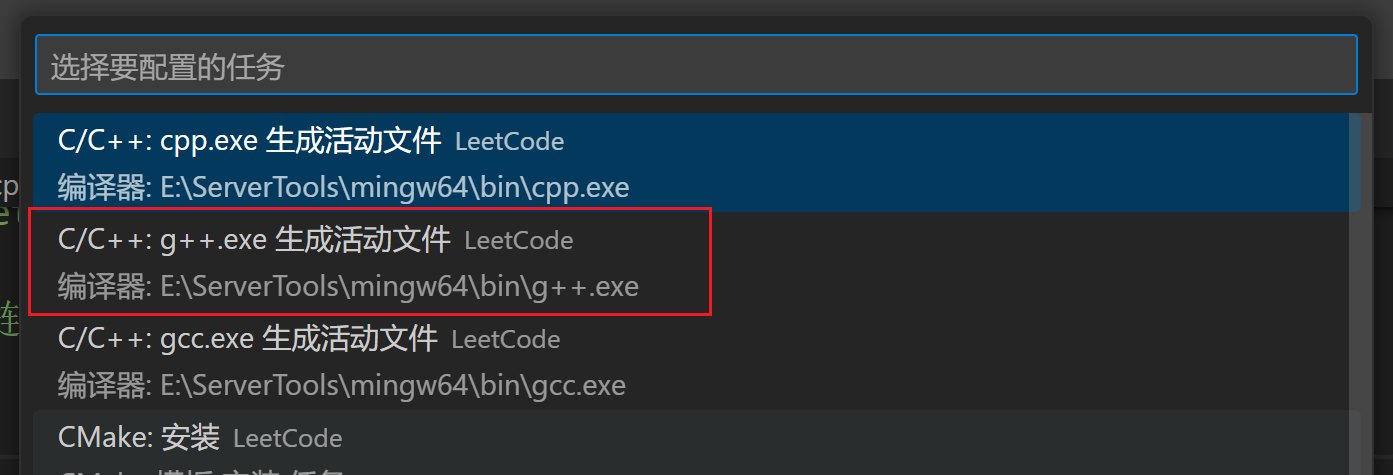 选择要配置的任务
C/C++: cpp.exe 生成活动文件 LeetCode
编译器: E:\ServerTools\mingw64\bin\cpp.exe
C/C++: g++.exe 生成活动文件 LeetCode
编译器: E:\ServerTools\mingw64\bin\g++.exe
C/C++: gcc.exe 生成活动文件 LeetCode
编译器: E:\ServerTools\mingw64\bin\gcc.exe
CMake: 安装 LeetCode